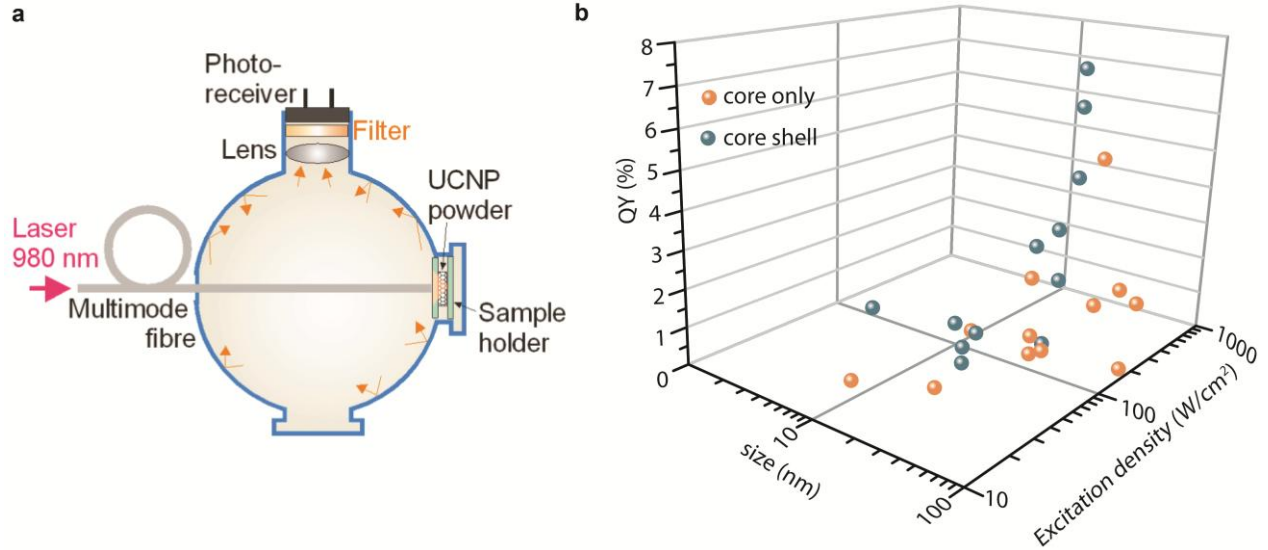 a
Photo-
receiver
Filter
Lens
UCNP
powder
Laser
980 nm
Multimode
fibre
Sample
holder
b
8
7
6
5
4
3
2
1
0
QY (%)
core only
core shell
10
100
size (nm)
10
100
1000
Excitation density (W/cm²)